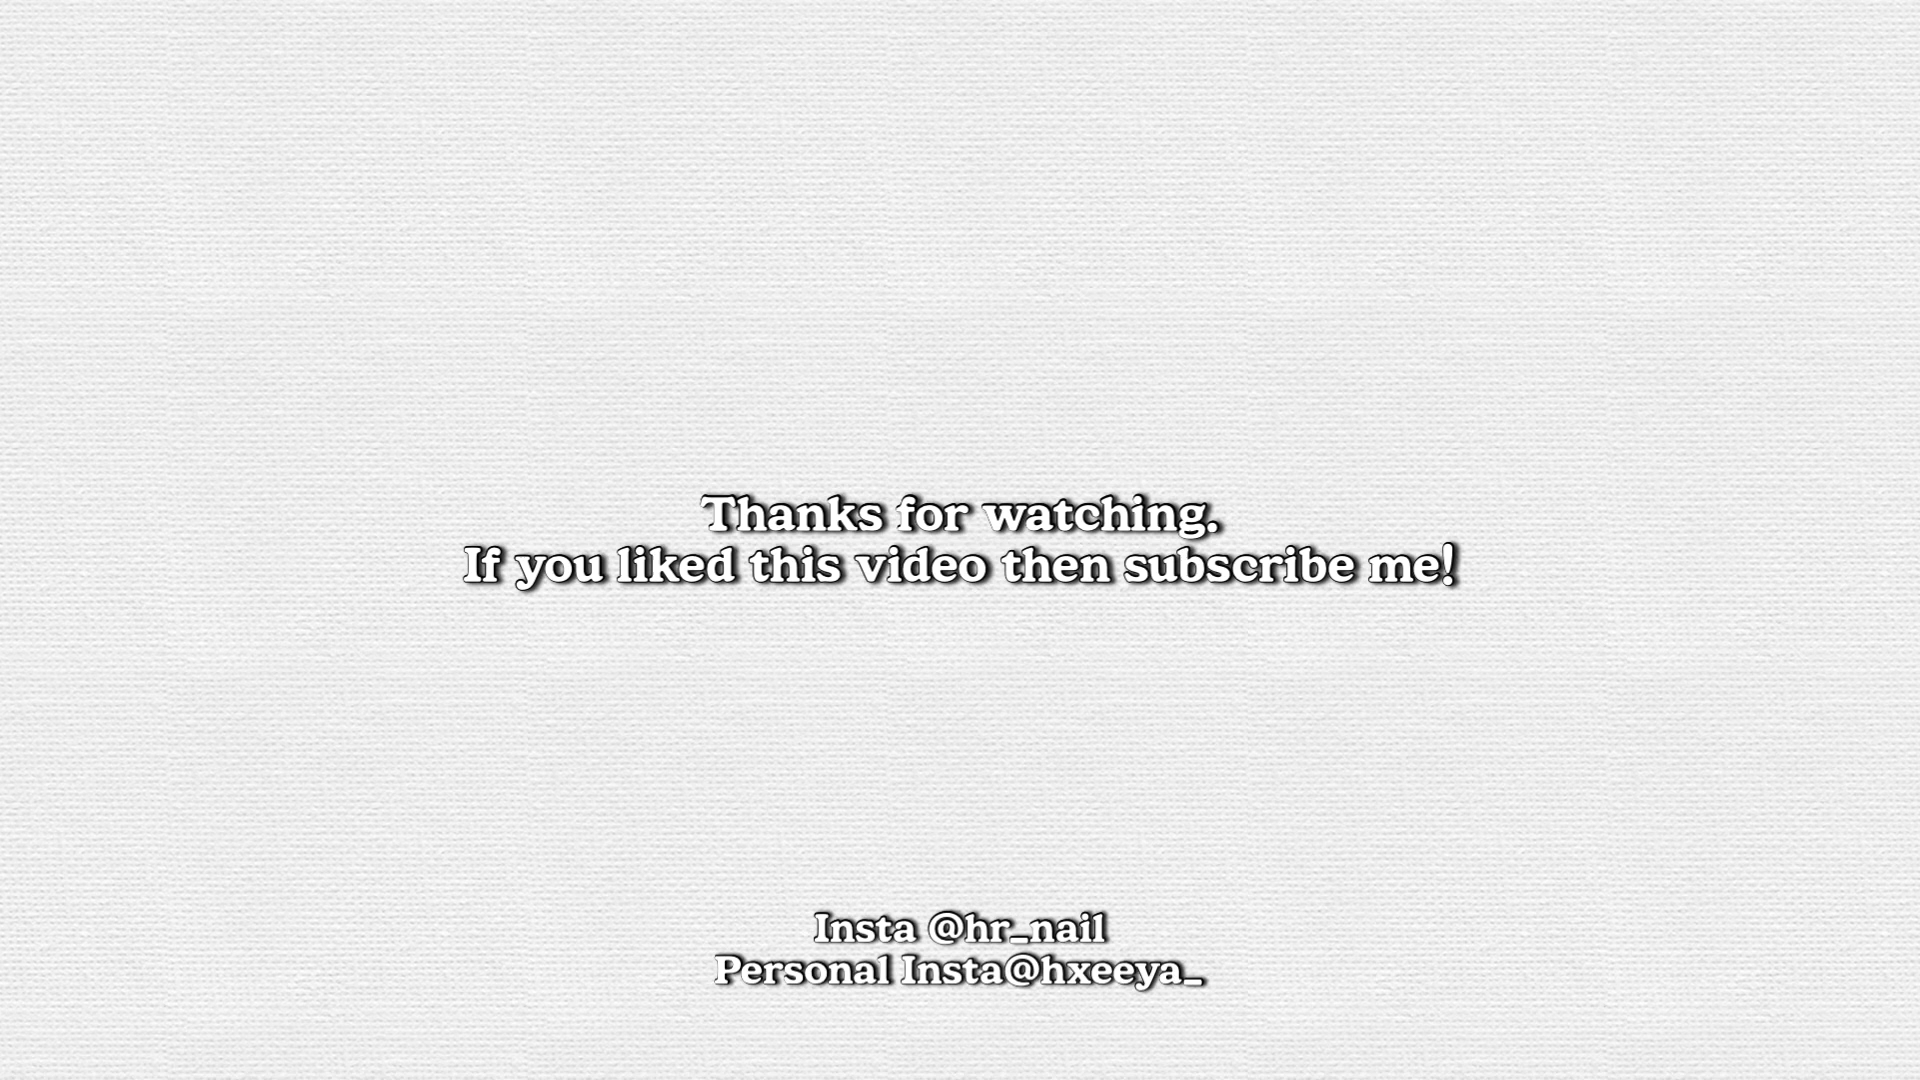 Thanks for watching.
If you liked this video then subscribe me!
Insta @hr_nail
Personal Insta@hxeeya_